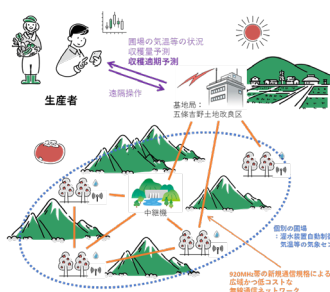 圃場の気温等の状況
収穫量予測
収穫適期予測
遠隔操作
生産者
基地局：
五條吉野土地改良区
中継機
個別の圃場
：灌水装置自動制御
気温等の気象セン
920MHz帯の新規通信規格による
広域かつ低コストな
無線通信ネットワーク